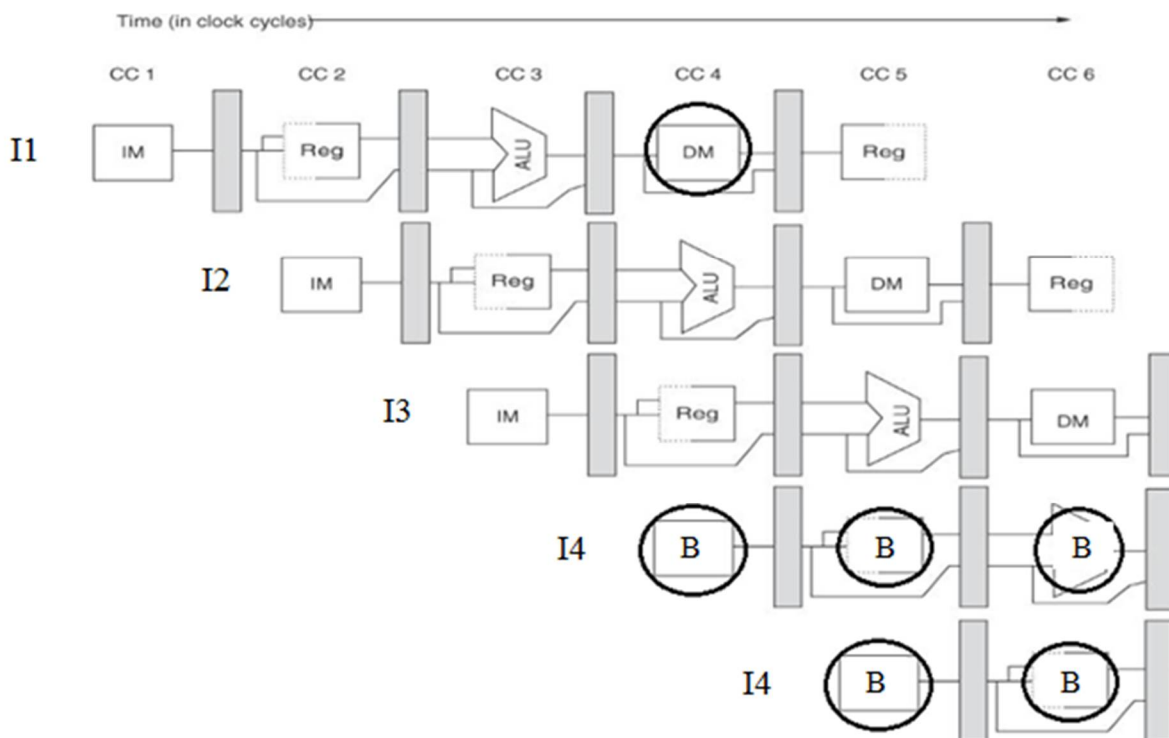 Time (in clock cycles)
CC 1 CC 2 CC 3 CC 4 CC 5 CC 6
I1 IM Reg ALU DM Reg
I2 IM Reg ALU DM Reg
I3 IM Reg ALU DM
I4 B B B
I4 B B